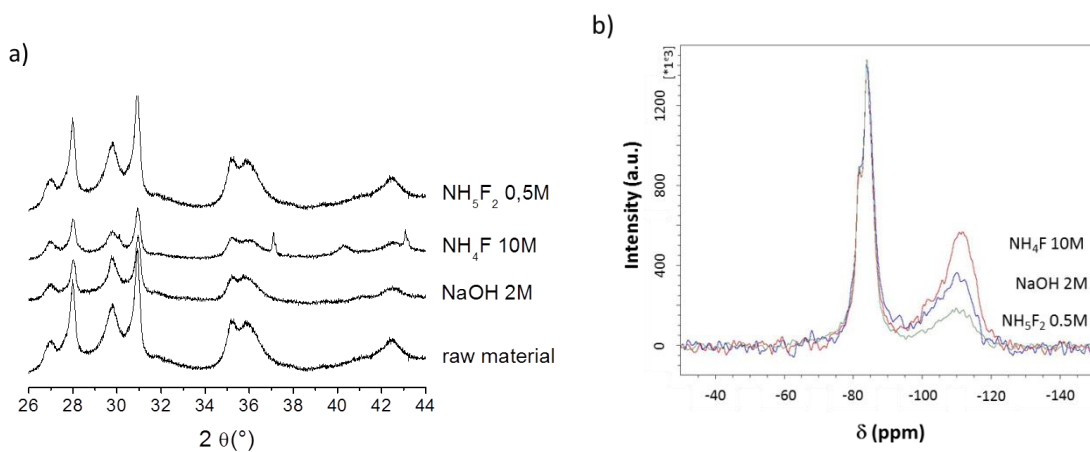 a)
NH₅F₂ 0,5M
NH₄F 10M
NaOH 2M
raw material
26 28 30 32 34 36 38 40 42 44
2 θ(°)
b)
[*1e3]
1200
800
400
0
Intensity (a.u.)
NH₄F 10M
NaOH 2M
NH₅F₂ 0.5M
-40 -60 -80 -100 -120 -140
δ (ppm)